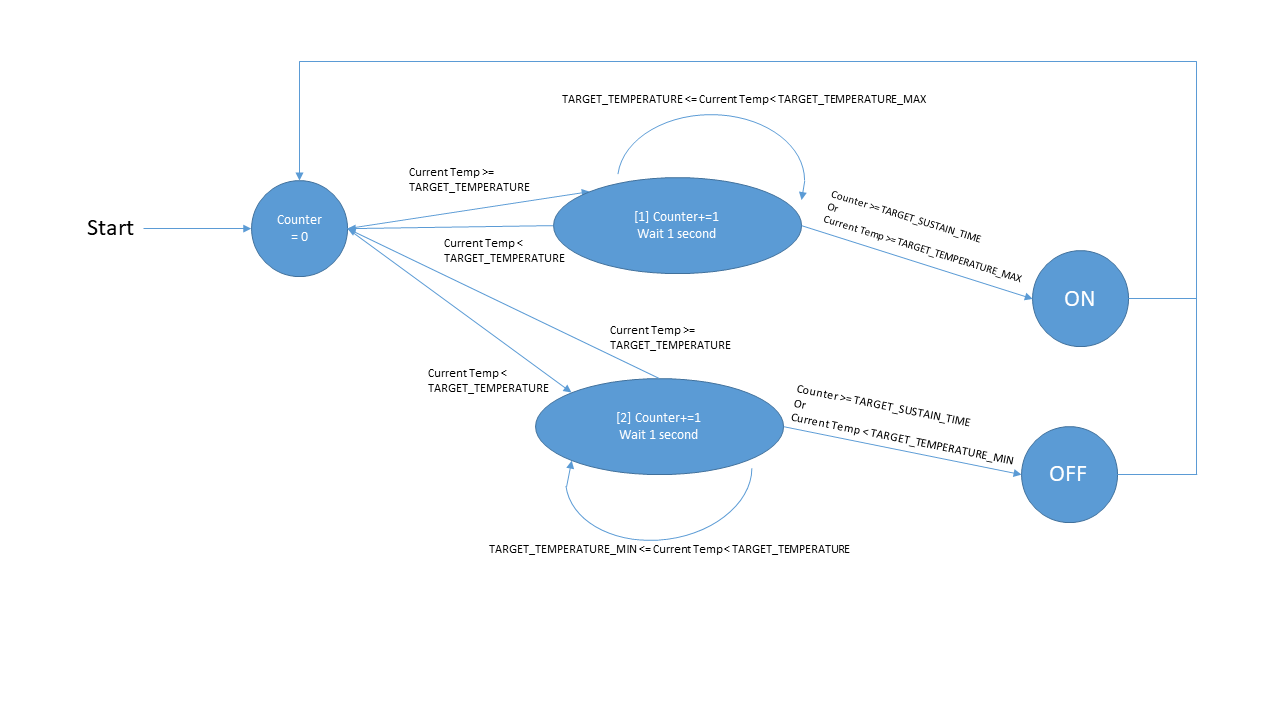 TARGET_TEMPERATURE <= Current Temp< TARGET_TEMPERATURE_MAX
Current Temp >=
TARGET_TEMPERATURE
Start
Counter
= 0
[1] Counter+=1
Wait 1 second
Current Temp <
TARGET_TEMPERATURE
Counter >= TARGET_SUSTAIN_TIME
Or
Current Temp >= TARGET_TEMPERATURE_MAX
ON
Current Temp >=
TARGET_TEMPERATURE
Current Temp <
TARGET_TEMPERATURE
[2] Counter+=1
Wait 1 second
Counter >= TARGET_SUSTAIN_TIME
Or
Current Temp < TARGET_TEMPERATURE_MIN
OFF
TARGET_TEMPERATURE_MIN <= Current Temp< TARGET_TEMPERATURE